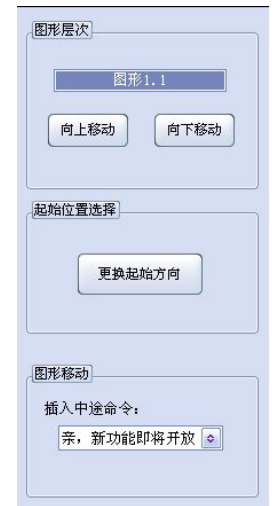 图形层次
图形1.1
向上移动 向下移动
起始位置选择
更换起始方向
图形移动
插入中途命令:
亲，新功能即将开放